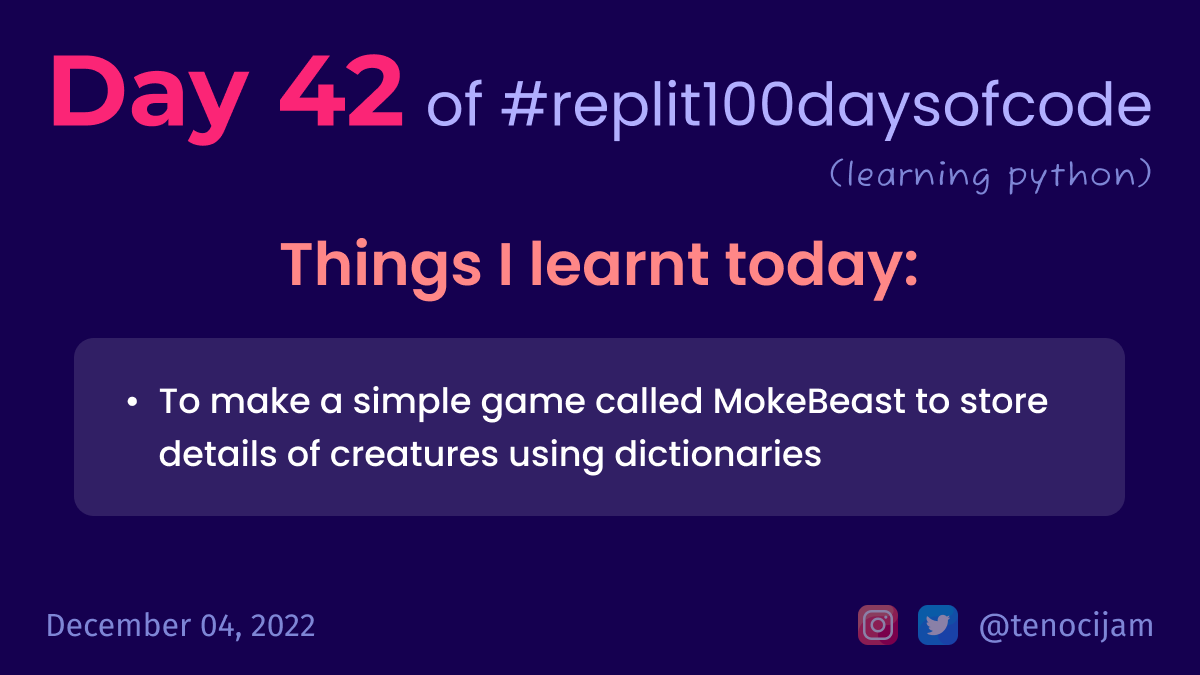 Day 42 of #replit100daysofcode
(learning python)
Things I learnt today:
• To make a simple game called MokeBeast to store
details of creatures using dictionaries
December 04, 2022
@tenocijam